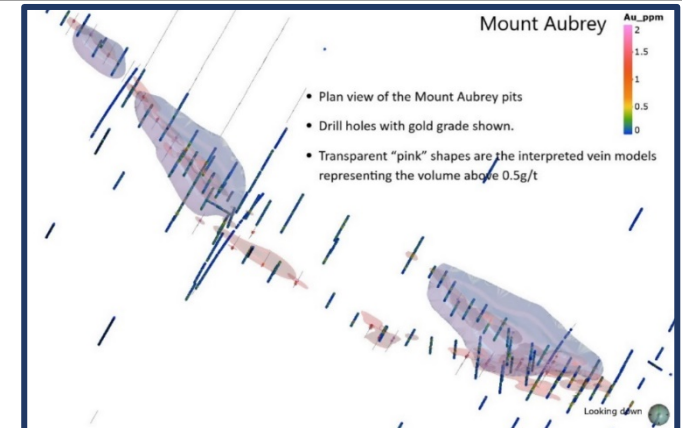 Mount Aubrey
Au_ppm
2
1.5
1
0.5
0
• Plan view of the Mount Aubrey pits
• Drill holes with gold grade shown.
• Transparent “pink” shapes are the interpreted vein models
representing the volume above 0.5g/t
Looking down